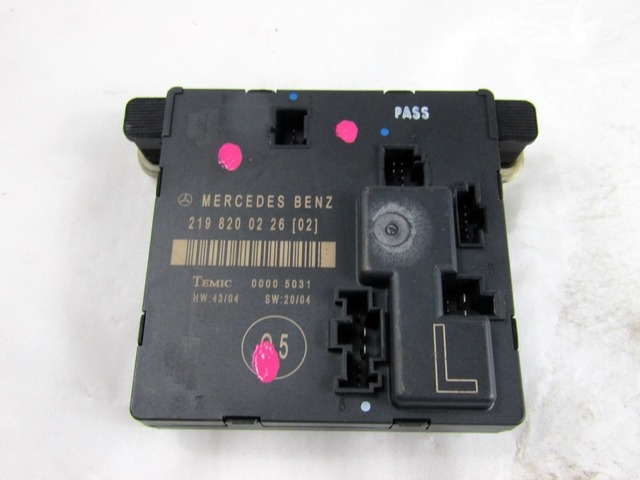 PASS
MERCEDES BENZ
219 820 02 26 [02]
TEMIC 0000 5031
HW:43/04 SW:20/04
5
L